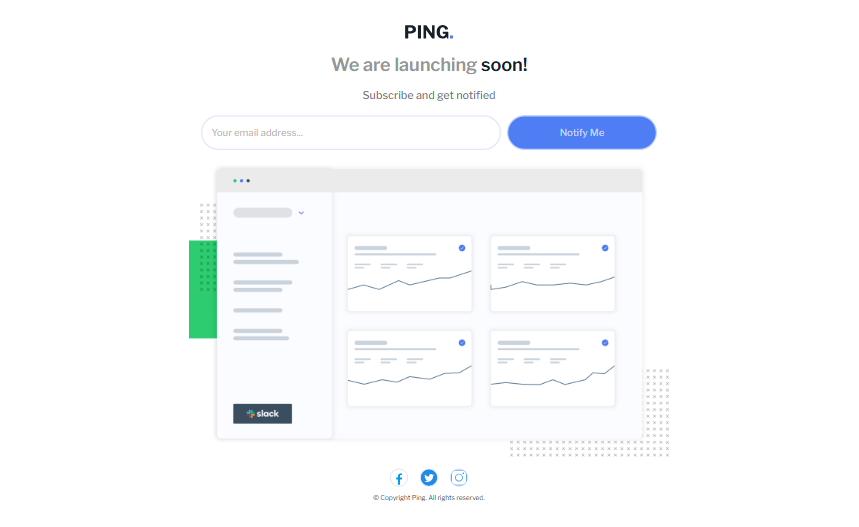 PING.
We are launching soon!
Subscribe and get notified
Your email address...
Notify Me
slack
© Copyright Ping. All rights reserved.